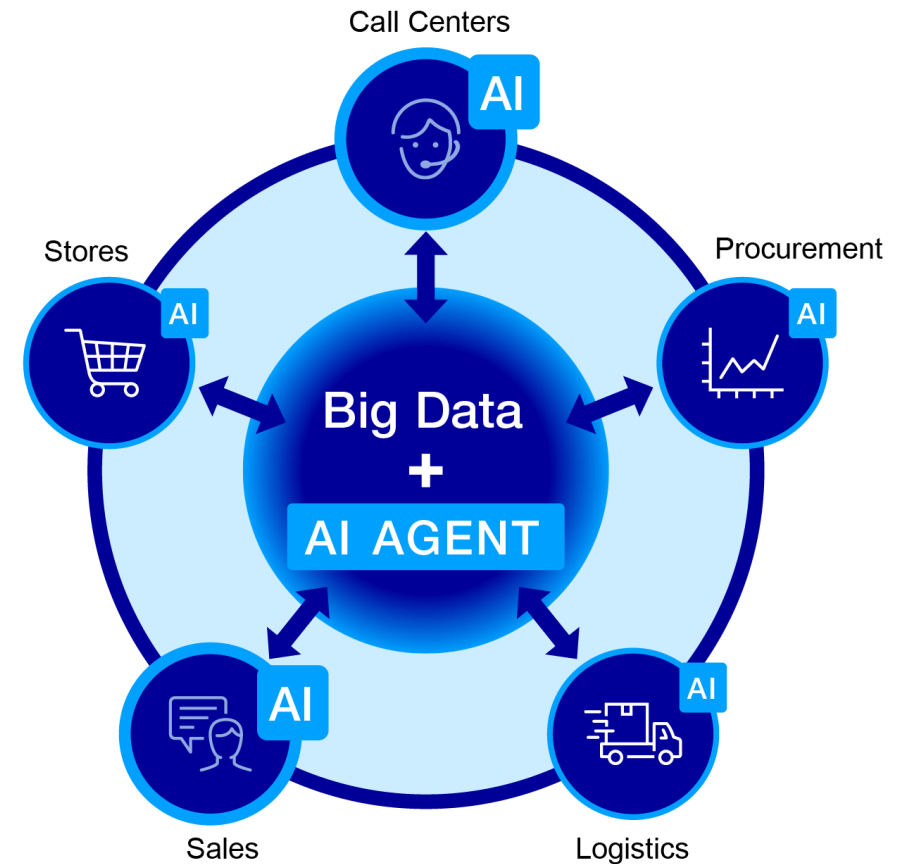 Call Centers
AI
Stores
AI
Procurement
AI
Big Data
+
AI AGENT
AI
Sales
AI
Logistics